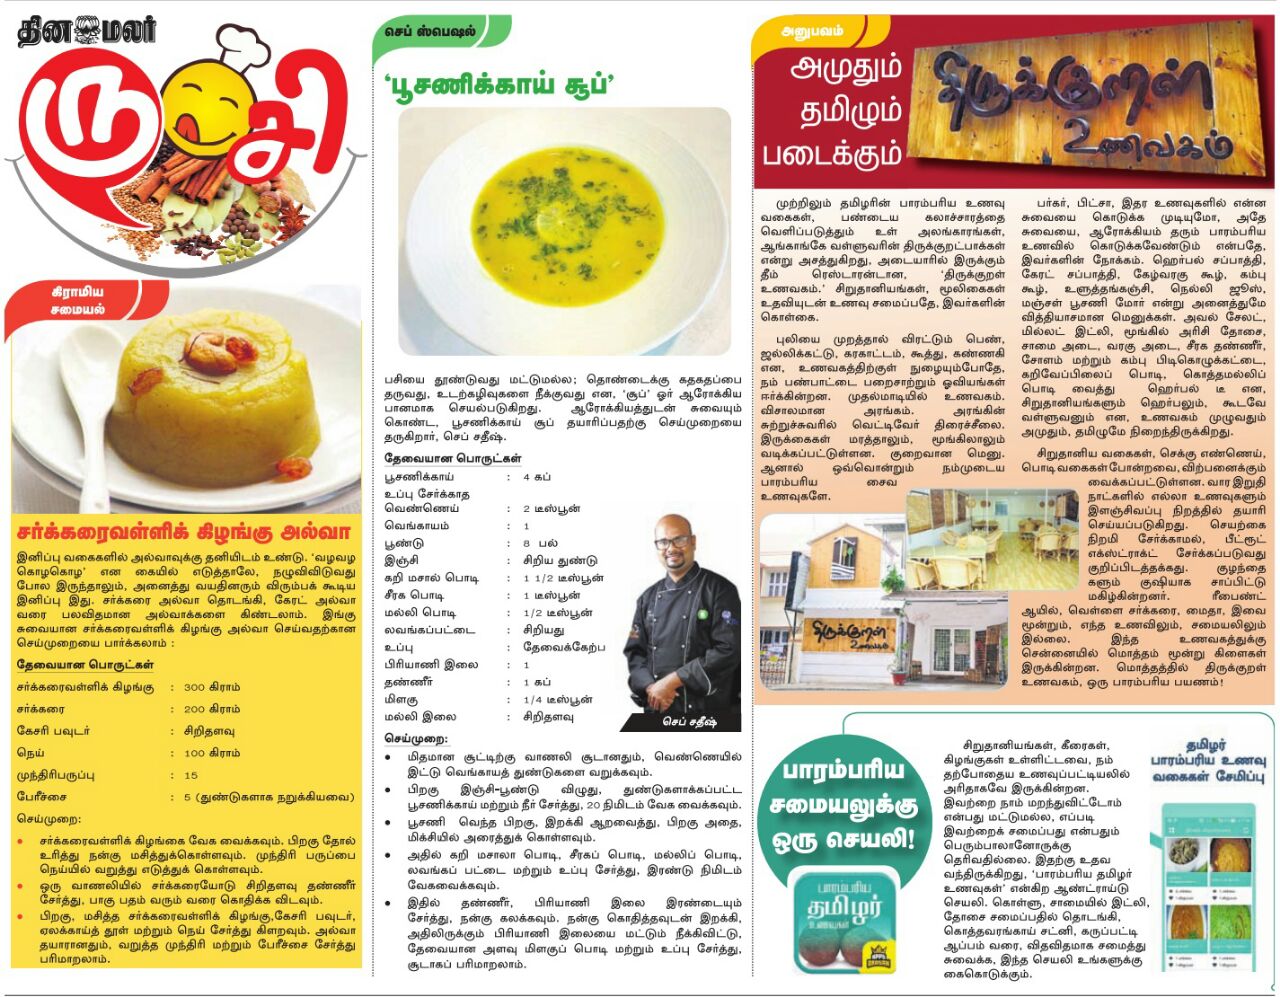 தினமலர்
ருசி
கிராமிய
சமையல்
சர்க்கரைவள்ளிக் கிழங்கு அல்வா
இனிப்பு வகைகளில் அல்வாவுக்கு தனியிடம் உண்டு. 'வழவழ
கொழகொழ' என கையில் எடுத்தாலே, நழுவிவிடுவது
போல இருந்தாலும், அனைத்து வயதினரும் விரும்பக் கூடிய
இனிப்பு இது. சர்க்கரை அல்வா தொடங்கி, கேரட் அல்வா
வரை பலவிதமான அல்வாக்களை கிண்டலாம். இங்கு
சுவையான சர்க்கரைவள்ளிக் கிழங்கு அல்வா செய்வதற்கான
செய்முறையை பார்க்கலாம் :
தேவையான பொருட்கள்
சர்க்கரைவள்ளிக் கிழங்கு : 300 கிராம்
சர்க்கரை : 200 கிராம்
கேசரி பவுடர் : சிறிதளவு
நெய் : 100 கிராம்
முந்திரிபருப்பு : 15
பேரீச்சை : 5 (துண்டுகளாக நறுக்கியவை)
செய்முறை:
• சர்க்கரைவள்ளிக் கிழங்கை வேக வைக்கவும். பிறகு தோல்
உரித்து நன்கு மசித்துக்கொள்ளவும். முந்திரி பருப்பை
நெய்யில் வறுத்து எடுத்துக் கொள்ளவும்.
• ஒரு வாணலியில் சர்க்கரையோடு சிறிதளவு தண்ணீர்
சேர்த்து, பாகு பதம் வரும் வரை கொதிக்க விடவும்.
• பிறகு, மசித்த சர்க்கரைவள்ளிக் கிழங்கு,கேசரி பவுடர்,
ஏலக்காய்த் தூள் மற்றும் நெய் சேர்த்து கிளறவும். அல்வா
தயாரானதும், வறுத்த முந்திரி மற்றும் பேரீச்சை சேர்த்து
பரிமாறலாம்.
செப் ஸ்பெஷல்
'பூசணிக்காய் சூப்'
பசியை தூண்டுவது மட்டுமல்ல; தொண்டைக்கு கதகதப்பை
தருவது, உடற்கழிவுகளை நீக்குவது என, 'சூப்' ஓர் ஆரோக்கிய
பானமாக செயல்படுகிறது. ஆரோக்கியத்துடன் சுவையும்
கொண்ட, பூசணிக்காய் சூப் தயாரிப்பதற்கு செய்முறையை
தருகிறார், செப் சதீஷ்.
தேவையான பொருட்கள்
பூசணிக்காய் : 4 கப்
உப்பு சேர்க்காத
வெண்ணெய் : 2 டீஸ்பூன்
வெங்காயம் : 1
பூண்டு : 8 பல்
இஞ்சி : சிறிய துண்டு
கறி மசால் பொடி : 1 1/2 டீஸ்பூன்
சீரக பொடி : 1 டீஸ்பூன்
மல்லி பொடி : 1/2 டீஸ்பூன்
லவங்கப்பட்டை : சிறியது
உப்பு : தேவைக்கேற்ப
பிரியாணி இலை : 1
தண்ணீர் : 1 கப்
மிளகு : 1/4 டீஸ்பூன்
மல்லி இலை : சிறிதளவு
செப் சதீஷ்
செய்முறை:
• மிதமான சூட்டிற்கு வாணலி சூடானதும், வெண்ணெயில்
இட்டு வெங்காயத் துண்டுகளை வறுக்கவும்.
• பிறகு இஞ்சி-பூண்டு விழுது, துண்டுகளாக்கப்பட்ட
பூசணிக்காய் மற்றும் நீர் சேர்த்து, 20 நிமிடம் வேக வைக்கவும்.
• பூசணி வெந்த பிறகு, இறக்கி ஆறவைத்து, பிறகு அதை,
மிக்சியில் அரைத்துக் கொள்ளவும்.
• அதில் கறி மசாலா பொடி, சீரகப் பொடி, மல்லிப் பொடி,
லவங்கப் பட்டை மற்றும் உப்பு சேர்த்து, இரண்டு நிமிடம்
வேகவைக்கவும்.
• இதில் தண்ணீர், பிரியாணி இலை இரண்டையும்
சேர்த்து, நன்கு கலக்கவும். நன்கு கொதித்தவுடன் இறக்கி,
அதிலிருக்கும் பிரியாணி இலையை மட்டும் நீக்கிவிட்டு,
தேவையான அளவு மிளகுப் பொடி மற்றும் உப்பு சேர்த்து,
சூடாகப் பரிமாறலாம்.
அனுபவம்
அமுதும்
தமிழும்
படைக்கும்
திருக்குறள்
உணவகம்
முற்றிலும் தமிழரின் பாரம்பரிய உணவு
வகைகள், பண்டைய கலாச்சாரத்தை
வெளிப்படுத்தும் உள் அலங்காரங்கள்,
ஆங்காங்கே வள்ளுவரின் திருக்குறட்பாக்கள்
என்று அசத்துகிறது, அடையாரில் இருக்கும்
தீம் ரெஸ்டாரன்டான, 'திருக்குறள்
உணவகம்.' சிறுதானியங்கள், மூலிகைகள்
உதவியுடன் உணவு சமைப்பதே, இவர்களின்
கொள்கை.
புலியை முறத்தால் விரட்டும் பெண்,
ஜல்லிக்கட்டு, கரகாட்டம், கூத்து, கண்ணகி
என, உணவகத்திற்குள் நுழையும்போதே,
நம் பண்பாட்டை பறைசாற்றும் ஓவியங்கள்
ஈர்க்கின்றன. முதல்மாடியில் உணவகம்.
விசாலமான அரங்கம். அரங்கின்
சுற்றுச்சுவரில் வெட்டிவேர் திரைச்சீலை.
இருக்கைகள் மரத்தாலும், மூங்கிலாலும்
வடிக்கப்பட்டுள்ளன. குறைவான மெனு.
ஆனால் ஒவ்வொன்றும் நம்முடைய
பாரம்பரிய சைவ
உணவுகளே.
திருக்குறள்
உணவகம்
பர்கர், பிட்சா, இதர உணவுகளில் என்ன
சுவையை கொடுக்க முடியுமோ, அதே
சுவையை, ஆரோக்கியம் தரும் பாரம்பரிய
உணவில் கொடுக்கவேண்டும் என்பதே,
இவர்களின் நோக்கம். ஹெர்பல் சப்பாத்தி,
கேரட் சப்பாத்தி, கேழ்வரகு கூழ், கம்பு
கூழ், உளுத்தங்கஞ்சி, நெல்லி ஜூஸ்,
மஞ்சள் பூசணி மோர் என்று அனைத்துமே
வித்தியாசமான மெனுக்கள். அவல் சேலட்,
மில்லட் இட்லி, மூங்கில் அரிசி தோசை,
சாமை அடை, வரகு அடை, சீரக தண்ணீர்,
சோளம் மற்றும் கம்பு பிடிகொழுக்கட்டை,
கறிவேப்பிலைப் பொடி, கொத்தமல்லிப்
பொடி வைத்து ஹெர்பல் டீ என,
சிறுதானியங்களும் ஹெர்பலும், கூடவே
வள்ளுவனும் என, உணவகம் முழுவதும்
அமுதும், தமிழுமே நிறைந்திருக்கிறது.
சிறுதானிய வகைகள், செக்கு எண்ணெய்,
பொடி வகைகள் போன்றவை, விற்பனைக்கும்
வைக்கப்பட்டுள்ளன. வார இறுதி
நாட்களில் எல்லா உணவுகளும்
இளஞ்சிவப்பு நிறத்தில் தயாரி
செய்யப்படுகிறது. செயற்கை
நிறமி சேர்க்காமல், பீட்ரூட்
எக்ஸ்ட்ராக்ட் சேர்க்கப்படுவது
குறிப்பிடத்தக்கது. குழந்தை
களும் குஷியாக சாப்பிட்டு
மகிழ்கின்றனர். ரீபைண்ட்
ஆயில், வெள்ளை சர்க்கரை, மைதா, இவை
மூன்றும், எந்த உணவிலும், சமையலிலும்
இல்லை. இந்த உணவகத்துக்கு
சென்னையில் மொத்தம் மூன்று கிளைகள்
இருக்கின்றன. மொத்தத்தில் திருக்குறள்
உணவகம், ஒரு பாரம்பரிய பயணம்!
பாரம்பரிய
சமையலுக்கு
ஒரு செயலி!
பாரம்பரிய
தமிழர்
உணவுகள்
சிறுதானியங்கள், கீரைகள்,
கிழங்குகள் உள்ளிட்டவை, நம்
தற்போதைய உணவுப்பட்டியலில்
அரிதாகவே இருக்கின்றன.
இவற்றை நாம் மறந்துவிட்டோம்
என்பது மட்டுமல்ல, எப்படி
இவற்றைச் சமைப்பது என்பதும்
பெரும்பாலானோருக்கு
தெரிவதில்லை. இதற்கு உதவ
வந்திருக்கிறது, 'பாரம்பரிய தமிழர்
உணவுகள்' என்கிற ஆண்ட்ராய்டு
செயலி. கொள்ளு, சாமையில் இட்லி,
தோசை சமைப்பதில் தொடங்கி,
கொத்தவரங்காய் சட்னி, கருப்பட்டி
ஆப்பம் வரை, விதவிதமாக சமைத்து
சுவைக்க, இந்த செயலி உங்களுக்கு
கைகொடுக்கும்.
தமிழர்
பாரம்பரிய உணவு
வகைகள் சேமிப்பு